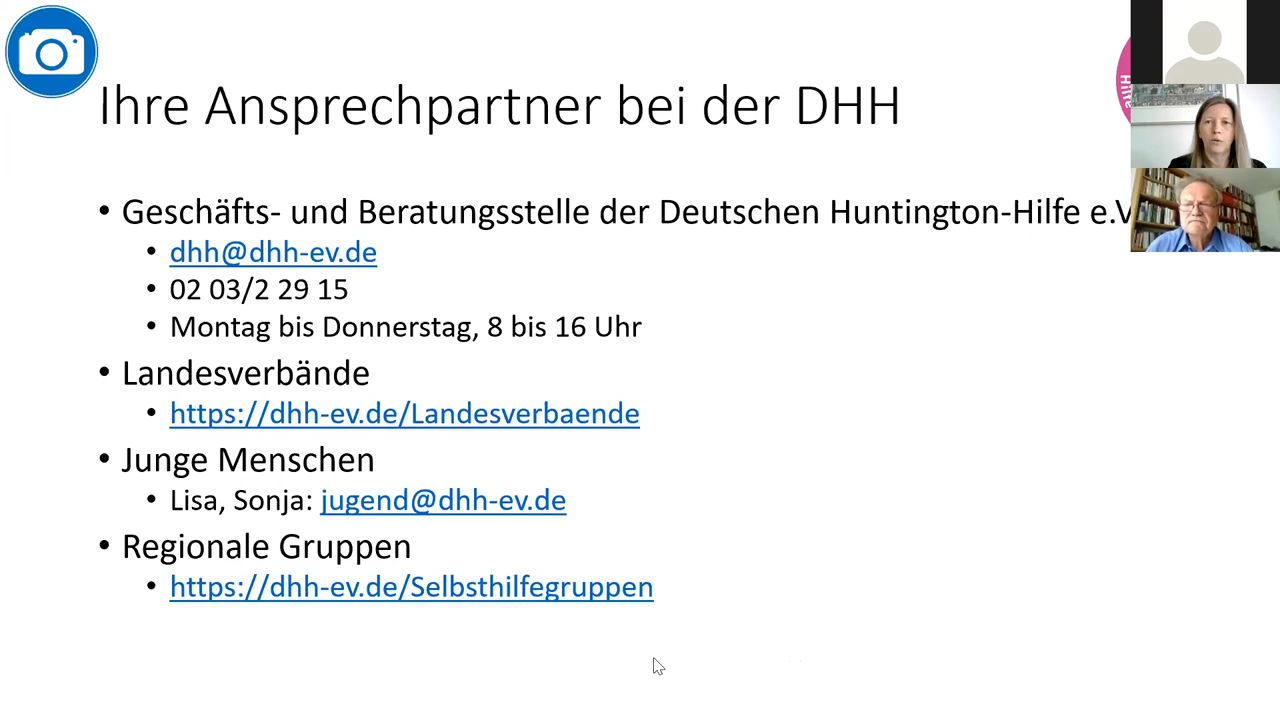 Ihre Ansprechpartner bei der DHH
Hilfe
• Geschäfts- und Beratungsstelle der Deutschen Huntington-Hilfe e.V
• dhh@dhh-ev.de
• 02 03/2 29 15
• Montag bis Donnerstag, 8 bis 16 Uhr
• Landesverbände
• https://dhh-ev.de/Landesverbaende
• Junge Menschen
• Lisa, Sonja: jugend@dhh-ev.de
• Regionale Gruppen
• https://dhh-ev.de/Selbsthilfegruppen